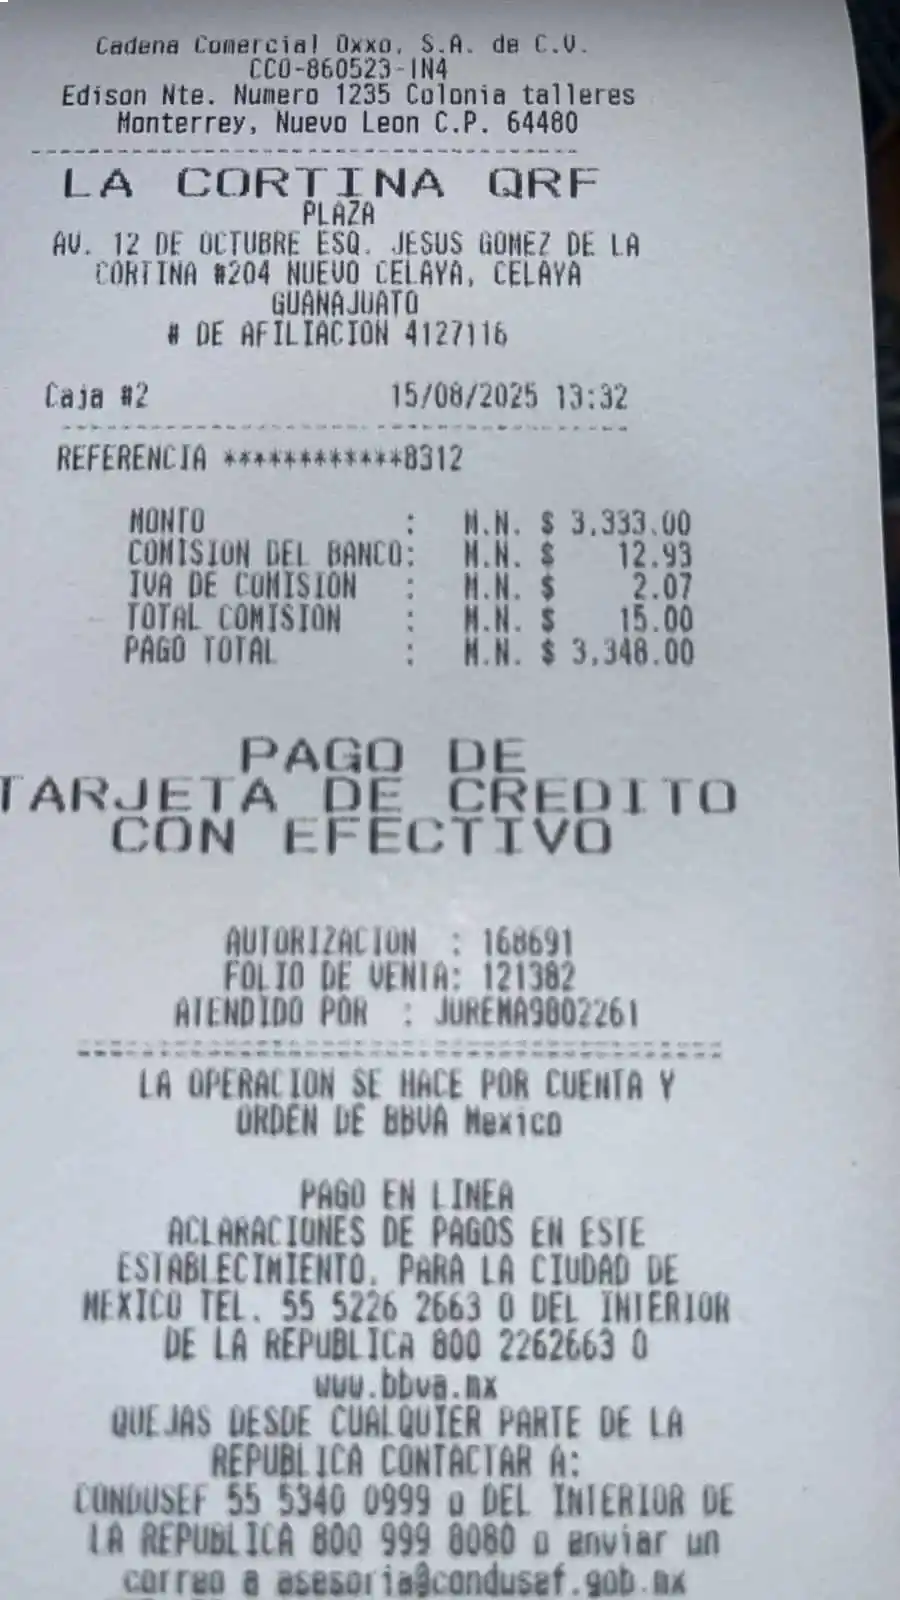 Cadena Comercial Oxxo, S.A. de C.V.
CCO-860523-1N4
Edison Nte. Numero 1235 Colonia talleres
Monterrey, Nuevo Leon C.P. 64480
LA CORTINA QRF
PLAZA
AV. 12 DE OCTUBRE ESQ. JESUS GOMEZ DE LA
CORTINA #204 NUEVO CELAYA, CELAYA
GUANAJUATO
# DE AFILIACION 4127116
Caja #2 15/08/2025 13:32
REFERENCIA ************8312
MONTO : M.N. $ 3,333.00
COMISION DEL BANCO: M.N. $ 12.93
IVA DE COMISION : M.N. $ 2.07
TOTAL COMISION : M.N. $ 15.00
PAGO TOTAL : M.N. $ 3,348.00
PAGO DE
TARJETA DE CREDITO
CON EFECTIVO
AUTORIZACION : 168691
FOLIO DE VENTA: 121382
ATENDIDO POR : JUREMA9802261
LA OPERACION SE HACE POR CUENTA Y
ORDEN DE BBVA Mexico
PAGO EN LINEA
ACLARACIONES DE PAGOS EN ESTE
ESTABLECIMIENTO, PARA LA CIUDAD DE
MEXICO TEL. 55 5226 2663 O DEL INTERIOR
DE LA REPUBLICA 800 2262663 O
www.bbva.mx
QUEJAS DESDE CUALQUIER PARTE DE LA
REPUBLICA CONTACTAR A:
CONDUSEF 55 5340 0999 o DEL INTERIOR DE
LA REPUBLICA 800 999 8080 o enviar un
correo a asesoria@condusef.gob.mx